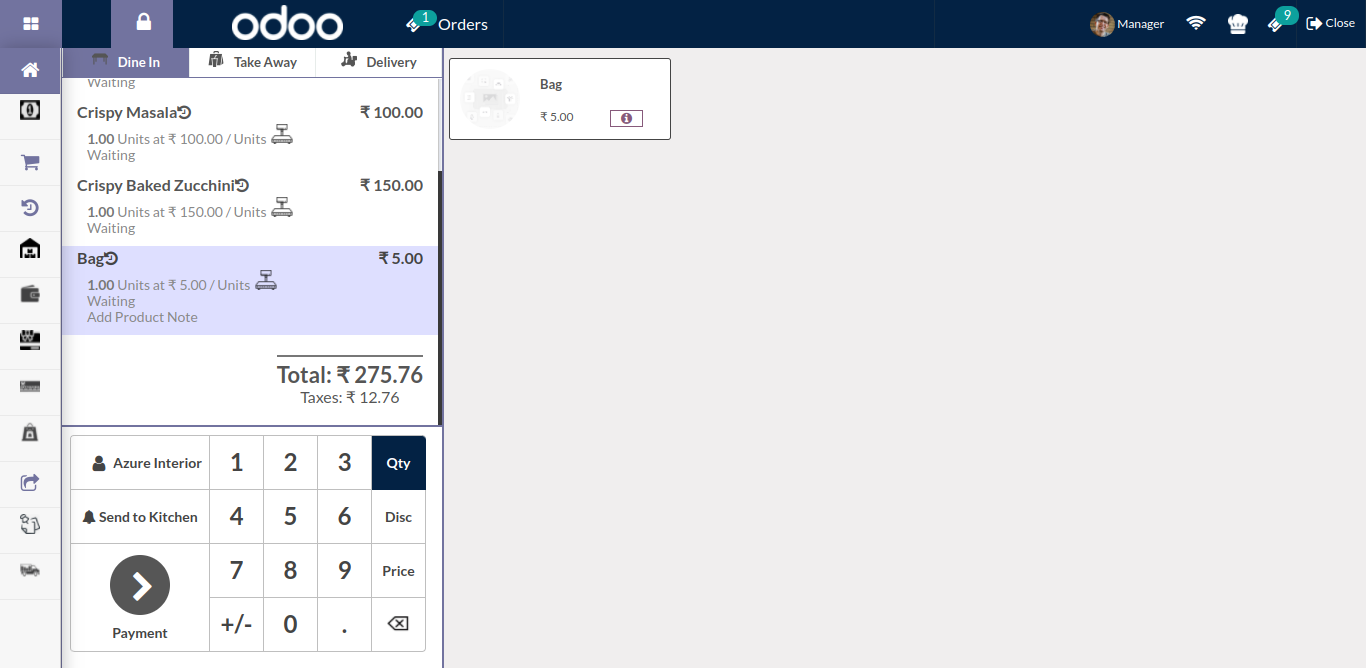 odoo
1
Orders
Manager
9
Close
Dine In
Take Away
Delivery
Waiting
Crispy Masala ₹ 100.00
1.00 Units at ₹ 100.00 / Units
Waiting
Crispy Baked Zucchini ₹ 150.00
1.00 Units at ₹ 150.00 / Units
Waiting
Bag ₹ 5.00
1.00 Units at ₹ 5.00 / Units
Waiting
Add Product Note
Total: ₹ 275.76
Taxes: ₹ 12.76
Azure Interior 1 2 3 Qty
Send to Kitchen 4 5 6 Disc
7 8 9 Price
Payment
+/- 0 .
Bag
₹ 5.00